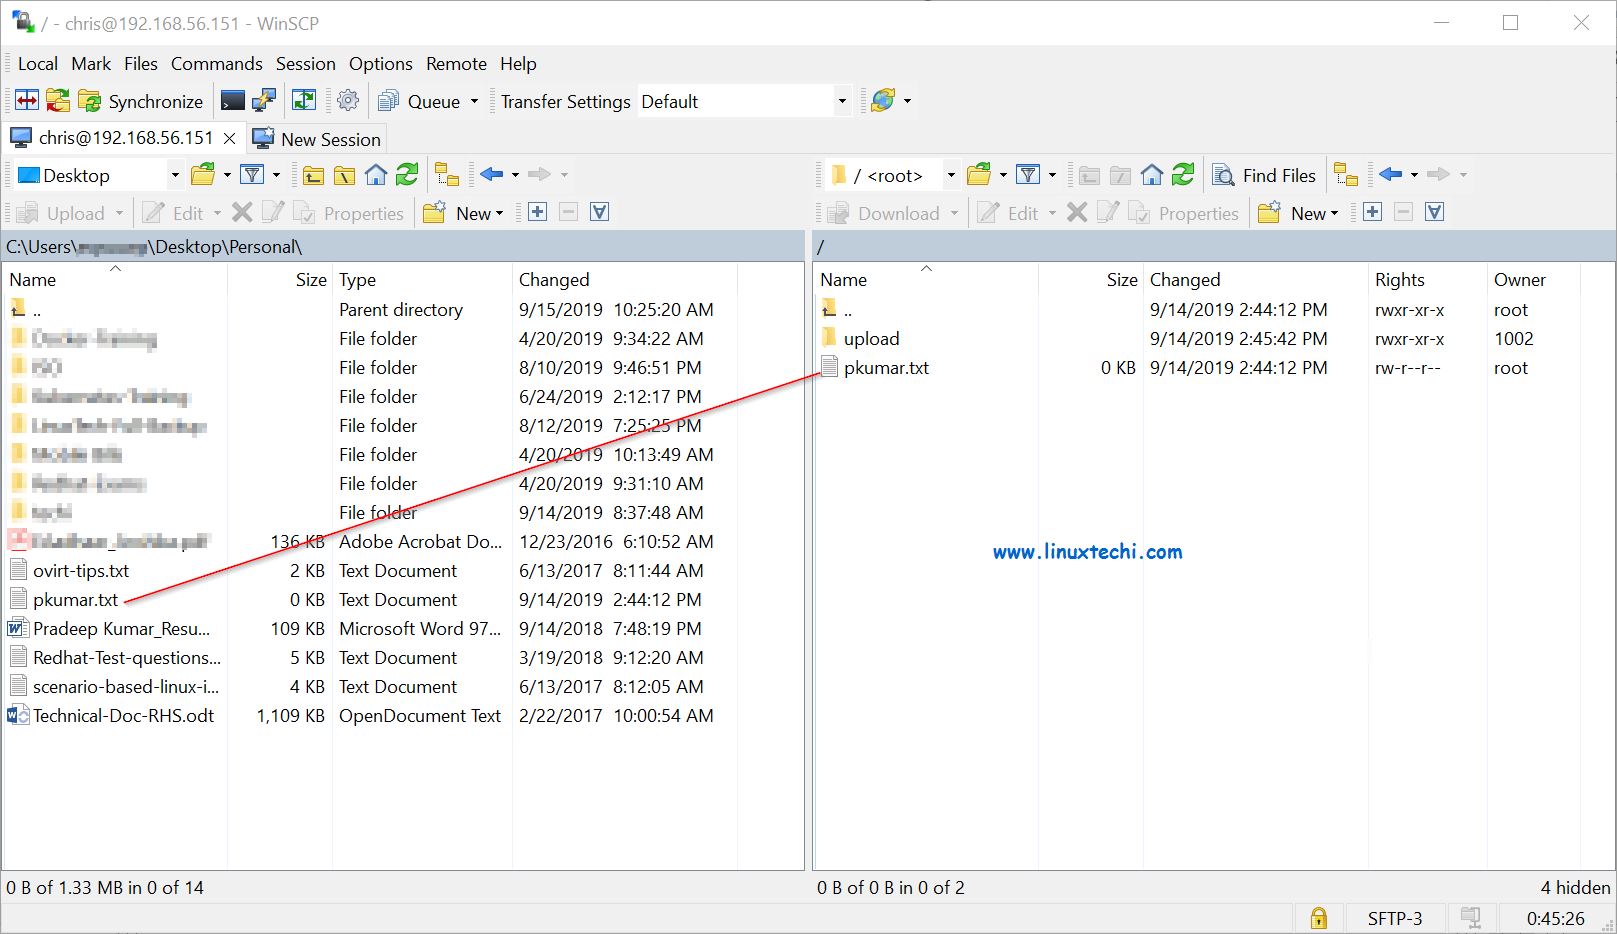 / - chris@192.168.56.151 - WinSCP
Local Mark Files Commands Session Options Remote Help
Synchronize Queue Transfer Settings Default
chris@192.168.56.151 New Session
Desktop / <root> Find Files
Upload Edit Properties New Download Edit Properties New
C:\Users\ \Desktop\Personal\ /
Name Size Type Changed Name Size Changed Rights Owner
.. Parent directory 9/15/2019 10:25:20 AM .. 9/14/2019 2:44:12 PM rwxr-xr-x root
File folder 4/20/2019 9:34:22 AM upload 9/14/2019 2:45:42 PM rwxr-xr-x 1002
File folder 8/10/2019 9:46:51 PM pkumar.txt 0 KB 9/14/2019 2:44:12 PM rw-r--r-- root
File folder 6/24/2019 2:12:17 PM
File folder 8/12/2019 7:25:25 PM
File folder 4/20/2019 10:13:49 AM
File folder 4/20/2019 9:31:10 AM
File folder 9/14/2019 8:37:48 AM
136 KB Adobe Acrobat Do... 12/23/2016 6:10:52 AM
www.linuxtechi.com
ovirt-tips.txt 2 KB Text Document 6/13/2017 8:11:44 AM
pkumar.txt 0 KB Text Document 9/14/2019 2:44:12 PM
Pradeep Kumar_Resu... 109 KB Microsoft Word 97... 9/14/2018 7:48:19 PM
Redhat-Test-questions... 5 KB Text Document 3/19/2018 9:12:20 AM
scenario-based-linux-i... 4 KB Text Document 6/13/2017 8:12:05 AM
Technical-Doc-RHS.odt 1,109 KB OpenDocument Text 2/22/2017 10:00:54 AM
0 B of 1.33 MB in 0 of 14 0 B of 0 B in 0 of 2 4 hidden
SFTP-3 0:45:26